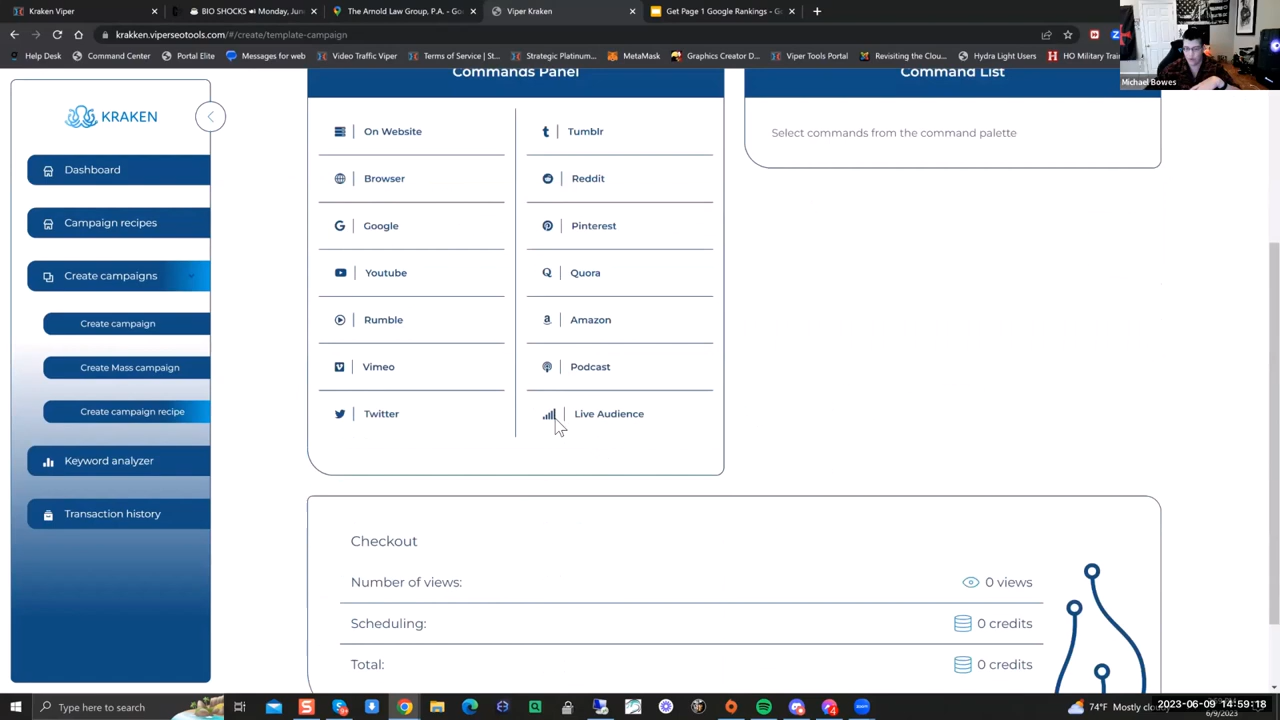 Kraken Viper
BIO SHOCKS
Monday, Jun
The Arnold Law Group, P.A - Go
Kraken
Get Page 1 Google Rankings -
krakken.viperseotools.com/#/create/template-campaign
Help Desk
Command Center
Portal Elite
Messages for web
Video Traffic Viper
Terms
Strategic Platinum...
MetaMask
Graphics Creator
Viper Tools Portal
Revisiting the Clou...
Hydra Light Users
HO Military Trai
Michael Bowes
KRAKEN
Dashboard
Campaign recipes
Create campaigns
Create campaign
Create Mass campaign
Create campaign recipe
Keyword analyzer
Transaction history
Commands Panel
On Website
Tumblr
Browser
Reddit
Google
Pinterest
Youtube
Quora
Rumble
Amazon
Vimeo
Podcast
Twitter
Live Audience
Command List
Select commands from the command palette
Checkout
Number of views:
0 views
Scheduling:
0 credits
Total:
0 credits
Type here to search
74°F Mostly clou
2023-06-09 14:59:18
6/9/2023